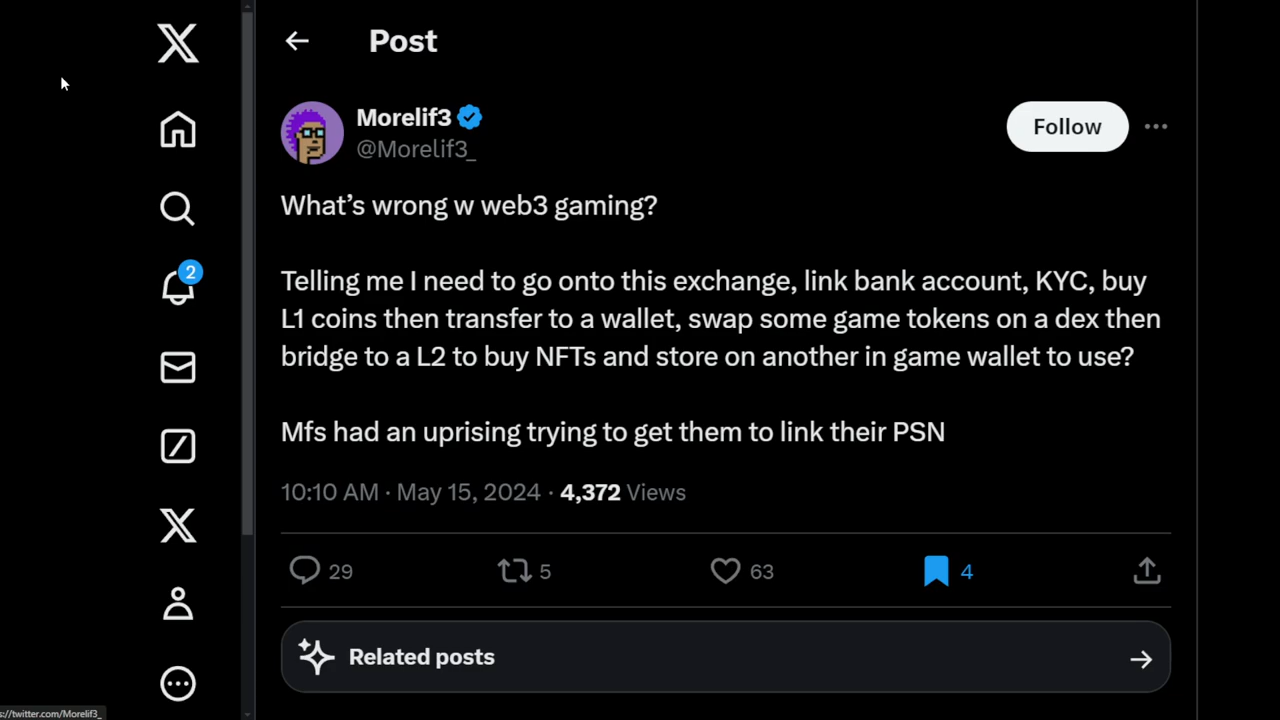 Post
Morelif3
@Morelif3_
Follow
What’s wrong w web3 gaming?
Telling me I need to go onto this exchange, link bank account, KYC, buy
L1 coins then transfer to a wallet, swap some game tokens on a dex then
bridge to a L2 to buy NFTs and store on another in game wallet to use?
Mfs had an uprising trying to get them to link their PSN
10:10 AM · May 15, 2024 · 4,372 Views
29 5 63 4
Related posts
2
s://twitter.com/Morelif3_